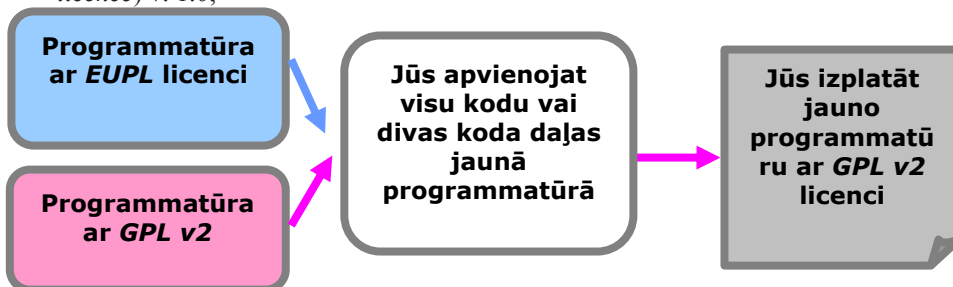 Programmatūra
ar EUPL licenci
Programmatūra
ar GPL v2
Jūs apvienojat
visu kodu vai
divas koda daļas
jaunā
programmatūrā
Jūs izplatāt
jauno
programmatū
ru ar GPL v2
licenci